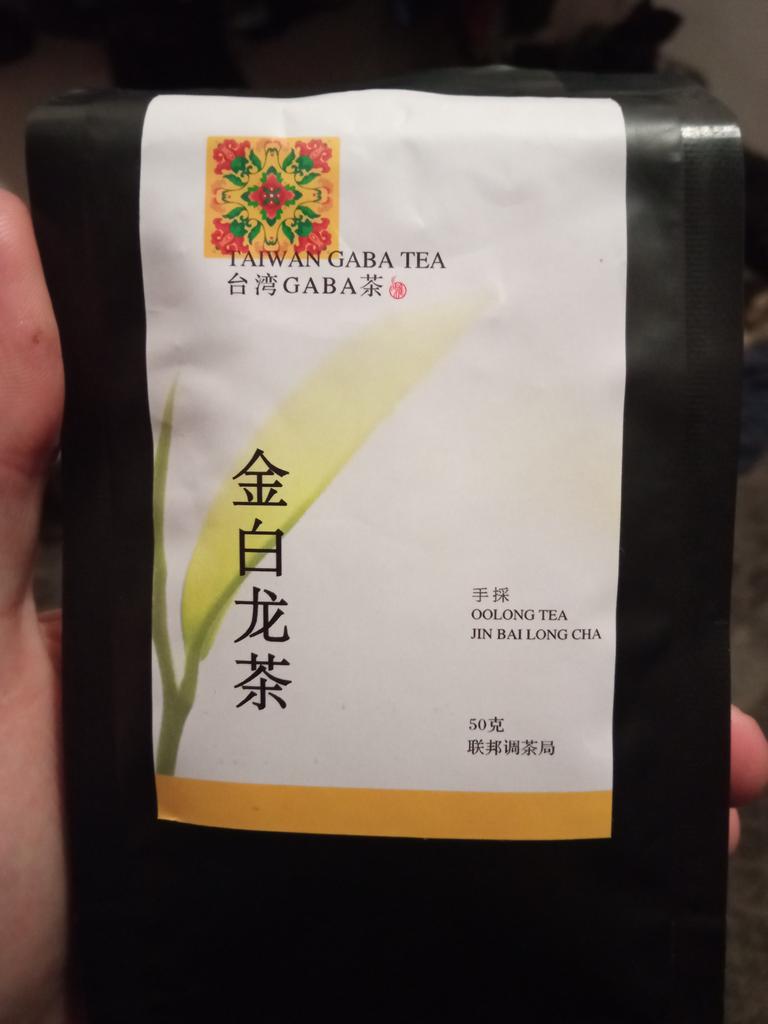 TAIWAN GABA TEA
台湾GABA茶
金白龙茶
手採
OOLONG TEA
JIN BAI LONG CHA
50克
联邦调茶局